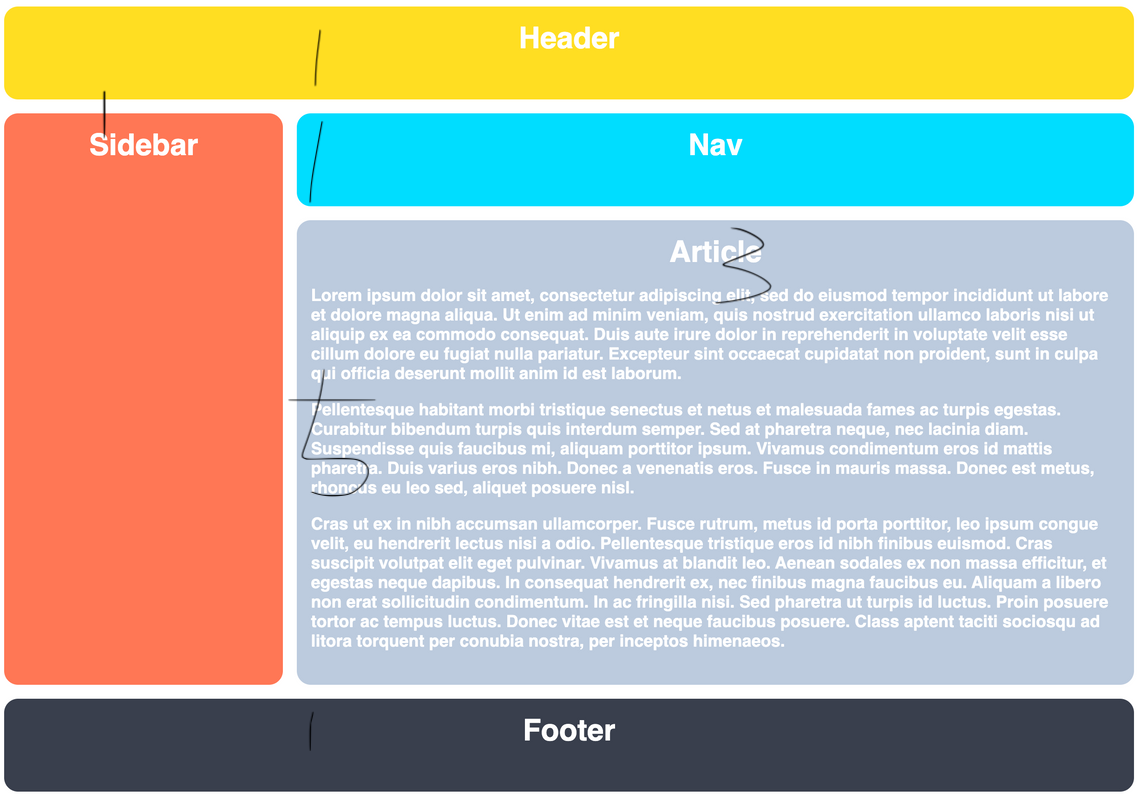 Header
Sidebar
Nav
Article
3
Lorem ipsum dolor sit amet, consectetur adipiscing elit, sed do eiusmod tempor incididunt ut labore
et dolore magna aliqua. Ut enim ad minim veniam, quis nostrud exercitation ullamco laboris nisi ut
aliquip ex ea commodo consequat. Duis aute irure dolor in reprehenderit in voluptate velit esse
cillum dolore eu fugiat nulla pariatur. Excepteur sint occaecat cupidatat non proident, sunt in culpa
qui officia deserunt mollit anim id est laborum.
5
Pellentesque habitant morbi tristique senectus et netus et malesuada fames ac turpis egestas.
Curabitur bibendum turpis quis interdum semper. Sed at pharetra neque, nec lacinia diam.
Suspendisse quis faucibus mi, aliquam porttitor ipsum. Vivamus condimentum eros id mattis
pharetra. Duis varius eros nibh. Donec a venenatis eros. Fusce in mauris massa. Donec est metus,
rhoncus eu leo sed, aliquet posuere nisl.
Cras ut ex in nibh accumsan ullamcorper. Fusce rutrum, metus id porta porttitor, leo ipsum congue
velit, eu hendrerit lectus nisi a odio. Pellentesque tristique eros id nibh finibus euismod. Cras
suscipit volutpat elit eget pulvinar. Vivamus at blandit leo. Aenean sodales ex non massa efficitur, et
egestas neque dapibus. In consequat hendrerit ex, nec finibus magna faucibus eu. Aliquam a libero
non erat sollicitudin condimentum. In ac fringilla nisi. Sed pharetra ut turpis id luctus. Proin posuere
tortor ac tempus luctus. Donec vitae est et neque faucibus posuere. Class aptent taciti sociosqu ad
litora torquent per conubia nostra, per inceptos himenaeos.
Footer